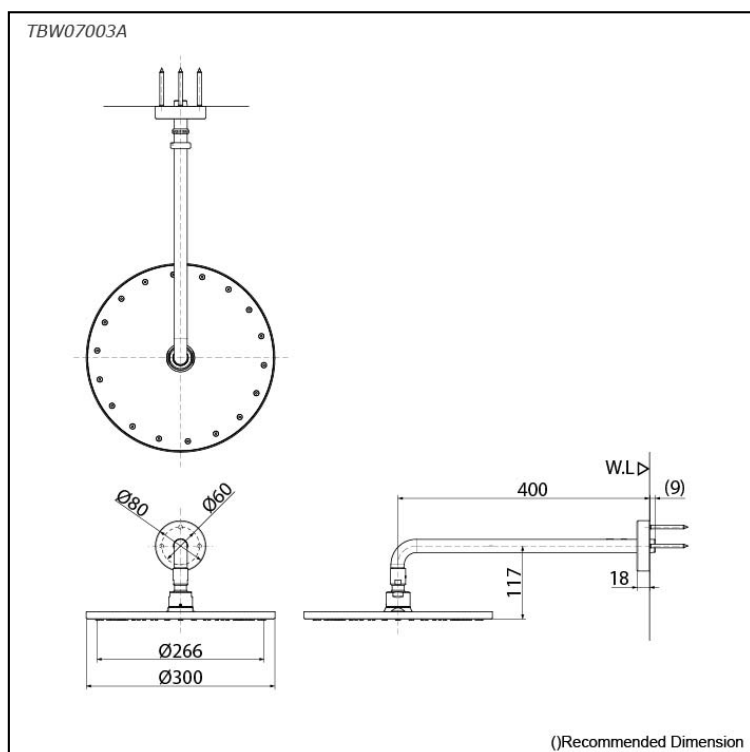 TBW07003A
W.L
400
(9)
Ø80
Ø60
117
18
Ø266
Ø300
()Recommended Dimension